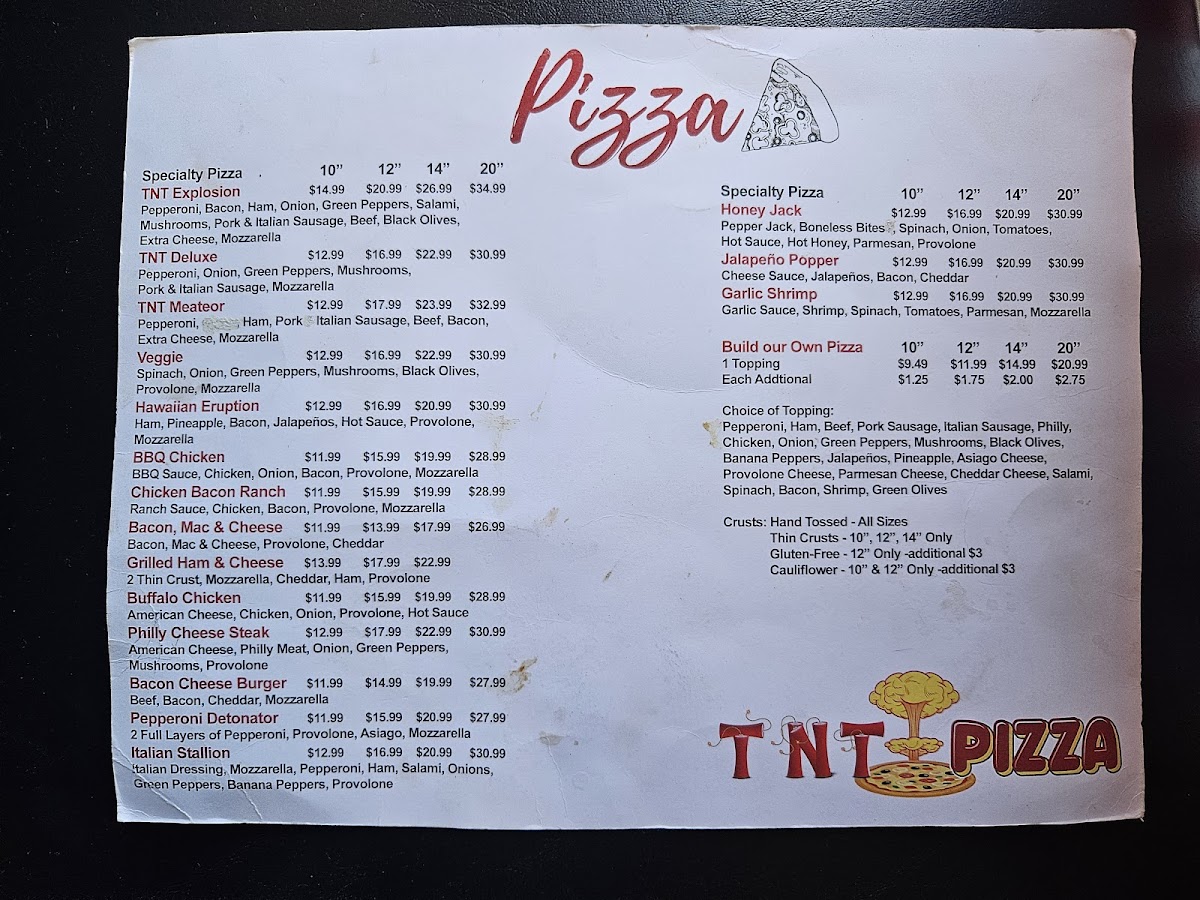 Pizza
Specialty Pizza 10” 12” 14” 20”
TNT Explosion $14.99 $20.99 $26.99 $34.99
Pepperoni, Bacon, Ham, Onion, Green Peppers, Salami,
Mushrooms, Pork & Italian Sausage, Beef, Black Olives,
Extra Cheese, Mozzarella
TNT Deluxe $12.99 $16.99 $22.99 $30.99
Pepperoni, Onion, Green Peppers, Mushrooms,
Pork & Italian Sausage, Mozzarella
TNT Meateor $12.99 $17.99 $23.99 $32.99
Pepperoni, Ham, Pork Italian Sausage, Beef, Bacon,
Extra Cheese, Mozzarella
Veggie $12.99 $16.99 $22.99 $30.99
Spinach, Onion, Green Peppers, Mushrooms, Black Olives,
Provolone, Mozzarella
Hawaiian Eruption $12.99 $16.99 $20.99 $30.99
Ham, Pineapple, Bacon, Jalapeños, Hot Sauce, Provolone,
Mozzarella
BBQ Chicken $11.99 $15.99 $19.99 $28.99
BBQ Sauce, Chicken, Onion, Bacon, Provolone, Mozzarella
Chicken Bacon Ranch $11.99 $15.99 $19.99 $28.99
Ranch Sauce, Chicken, Bacon, Provolone, Mozzarella
Bacon, Mac & Cheese $11.99 $13.99 $17.99 $26.99
Bacon, Mac & Cheese, Provolone, Cheddar
Grilled Ham & Cheese $13.99 $17.99 $22.99
2 Thin Crust, Mozzarella, Cheddar, Ham, Provolone
Buffalo Chicken $11.99 $15.99 $19.99 $28.99
American Cheese, Chicken, Onion, Provolone, Hot Sauce
Philly Cheese Steak $12.99 $17.99 $22.99 $30.99
American Cheese, Philly Meat, Onion, Green Peppers,
Mushrooms, Provolone
Bacon Cheese Burger $11.99 $14.99 $19.99 $27.99
Beef, Bacon, Cheddar, Mozzarella
Pepperoni Detonator $11.99 $15.99 $20.99 $27.99
2 Full Layers of Pepperoni, Provolone, Asiago, Mozzarella
Italian Stallion $12.99 $16.99 $20.99 $30.99
Italian Dressing, Mozzarella, Pepperoni, Ham, Salami, Onions,
Green Peppers, Banana Peppers, Provolone
Specialty Pizza 10” 12” 14” 20”
Honey Jack $12.99 $16.99 $20.99 $30.99
Pepper Jack, Boneless Bites, Spinach, Onion, Tomatoes,
Hot Sauce, Hot Honey, Parmesan, Provolone
Jalapeño Popper $12.99 $16.99 $20.99 $30.99
Cheese Sauce, Jalapeños, Bacon, Cheddar
Garlic Shrimp $12.99 $16.99 $20.99 $30.99
Garlic Sauce, Shrimp, Spinach, Tomatoes, Parmesan, Mozzarella
Build our Own Pizza 10” 12” 14” 20”
1 Topping $9.49 $11.99 $14.99 $20.99
Each Addtional $1.25 $1.75 $2.00 $2.75
Choice of Topping:
Pepperoni, Ham, Beef, Pork Sausage, Italian Sausage, Philly,
Chicken, Onion, Green Peppers, Mushrooms, Black Olives,
Banana Peppers, Jalapeños, Pineapple, Asiago Cheese,
Provolone Cheese, Parmesan Cheese, Cheddar Cheese, Salami,
Spinach, Bacon, Shrimp, Green Olives
Crusts: Hand Tossed - All Sizes
Thin Crusts - 10”, 12”, 14” Only
Gluten-Free - 12” Only -additional $3
Cauliflower - 10” & 12” Only -additional $3
TNT PIZZA